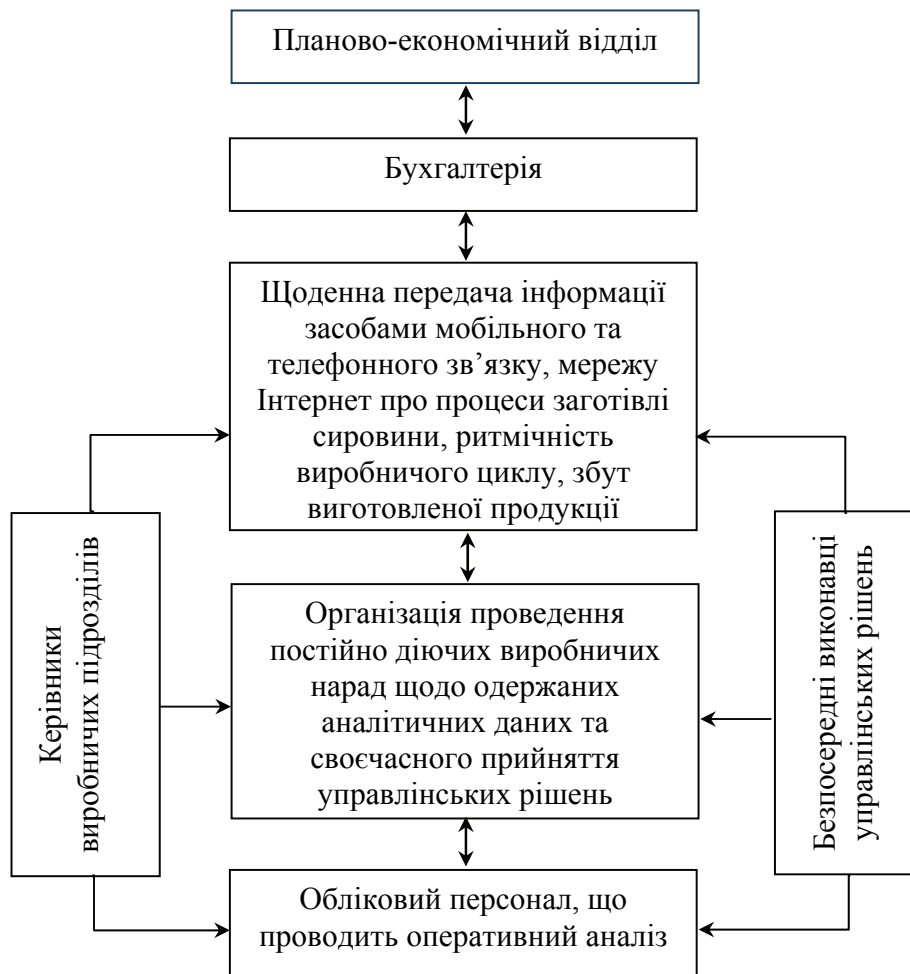 Планово-економічний відділ
Бухгалтерія
Щоденна передача інформації
засобами мобільного та
телефонного зв’язку, мережу
Інтернет про процеси заготівлі
сировини, ритмічність
виробничого циклу, збут
виготовленої продукції
Керівники
виробничих підрозділів
Організація проведення
постійно діючих виробничих
нарад щодо одержаних
аналітичних даних та
своєчасного прийняття
управлінських рішень
Безпосередні виконавці
управлінських рішень
Обліковий персонал, що
проводить оперативний аналіз